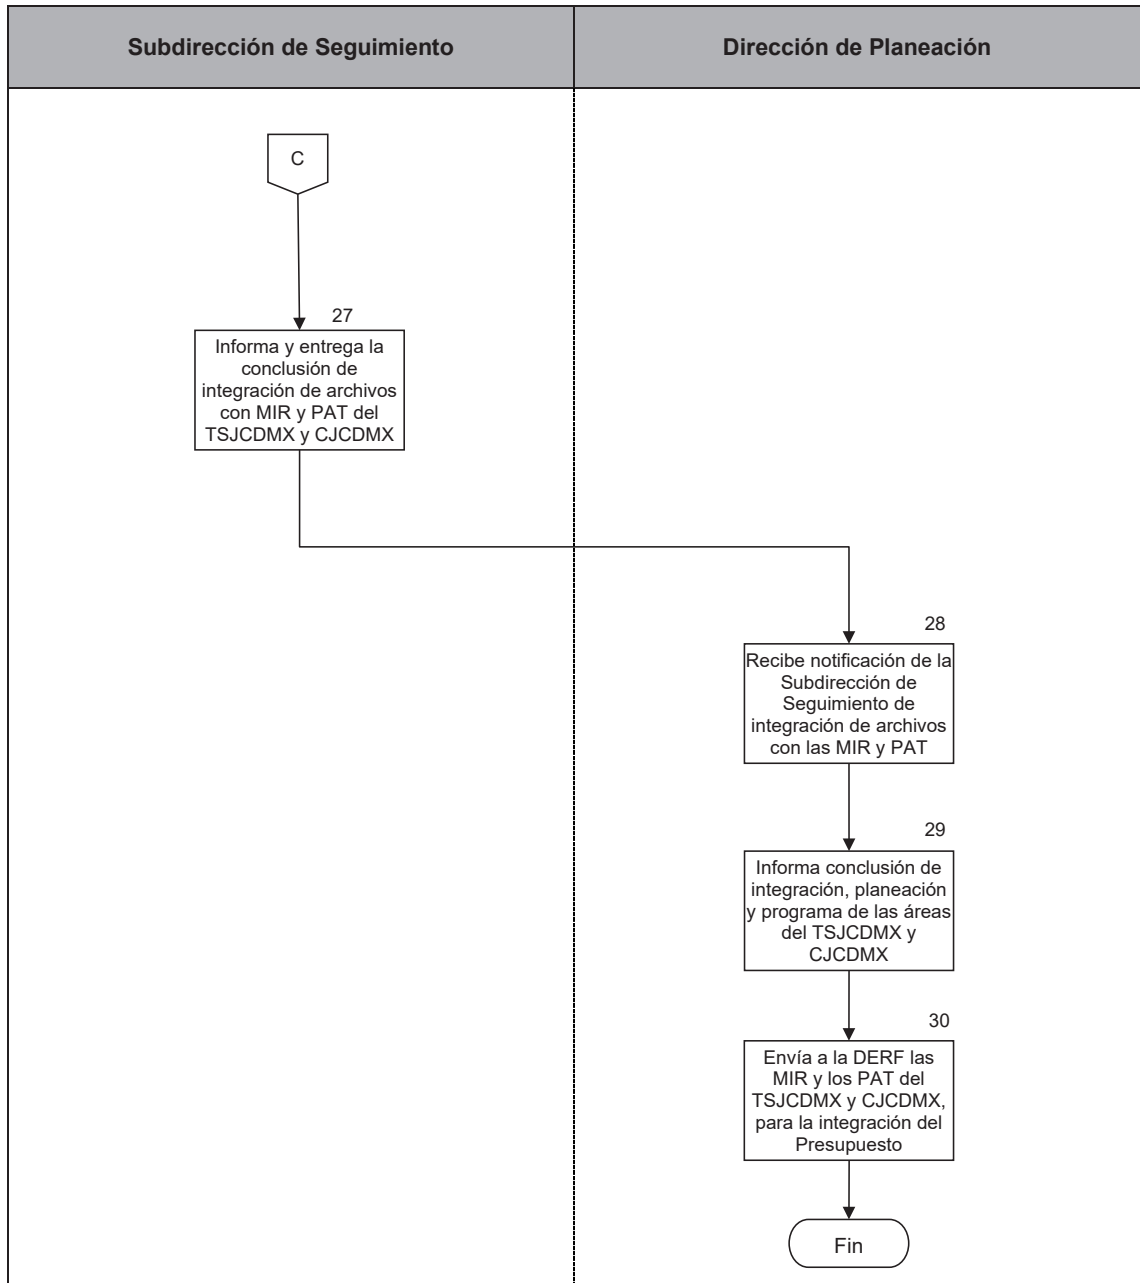 Subdirección de Seguimiento
Dirección de Planeación
C
27
Informa y entrega la
conclusión de
integración de archivos
con MIR y PAT del
TSJCDMX y CJCDMX
28
Recibe notificación de la
Subdirección de
Seguimiento de
integración de archivos
con las MIR y PAT
29
Informa conclusión de
integración, planeación
y programa de las áreas
del TSJCDMX y
CJCDMX
30
Envía a la DERF las
MIR y los PAT del
TSJCDMX y CJCDMX,
para la integración del
Presupuesto
Fin